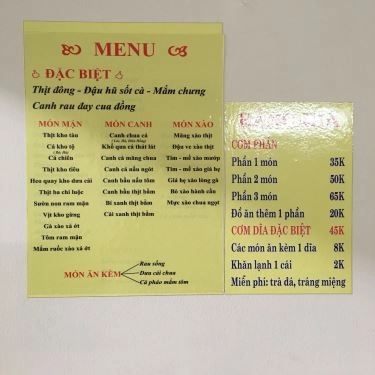 MENU
ĐẶC BIỆT
Thịt đông - Đậu hũ sốt cà - Mắm chưng
Canh rau đay cua đồng
MÓN MẶN
Thịt kho tàu
Cá kho tộ
Cá chiên
Thịt kho tiêu
Heo quay kho dưa cải
Thịt ba chỉ luộc
Sườn non ram mặn
Vịt kho gừng
Gà xào xả ớt
Tôm ram mặn
Mắm ruốc xào xả ớt
MÓN CANH
Canh chua cá
Khổ qua cà thát lát
Canh cá măng chua
Canh cá nấu ngót
Canh bầu nấu tôm
Canh bầu thịt bằm
Bí xanh thịt bằm
Cải xanh thịt bằm
MÓN XÀO
Măng xào thịt
Đậu ve xào thịt
Tim - mề xào mướp
Tim - mề xào giá hẹ
Giá hẹ xào lòng gà
Bò xào hành cần
Mực xào chua ngọt
MÓN ĂN KÈM
Rau sống
Dưa cải chua
Cà pháo mắm tôm
CƠM PHẦN
Phần 1 món 35K
Phần 2 món 50K
Phần 3 món 65K
Đồ ăn thêm 1 phần 20K
CƠM DĨA ĐẶC BIỆT 45K
Các món ăn kèm 1 dĩa 8K
Khăn lạnh 1 cái 2K
Miễn phí: trà đá, tráng miệng